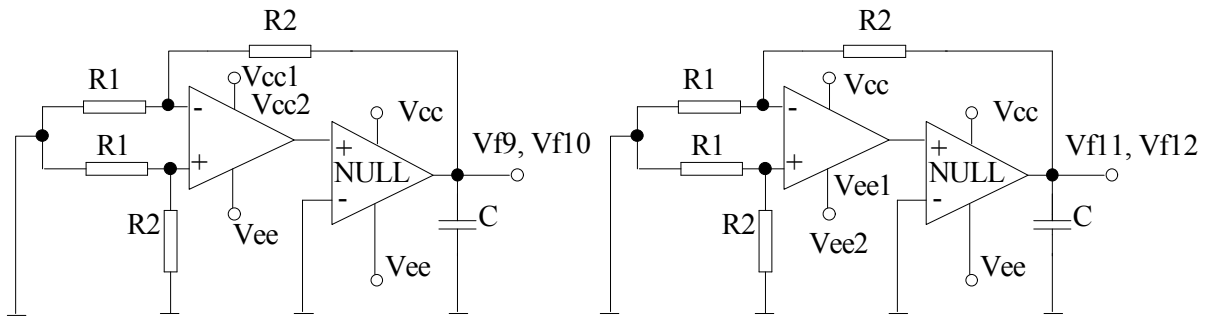 R2
R1
Vcc1
Vcc2
-
Vcc
R1
+
+
NULL
-
Vf9, Vf10
R2
Vee
C
Vee
R2
R1
Vcc
-
Vcc
R1
+
+
NULL
-
Vf11, Vf12
R2
Vee1
Vee2
C
Vee